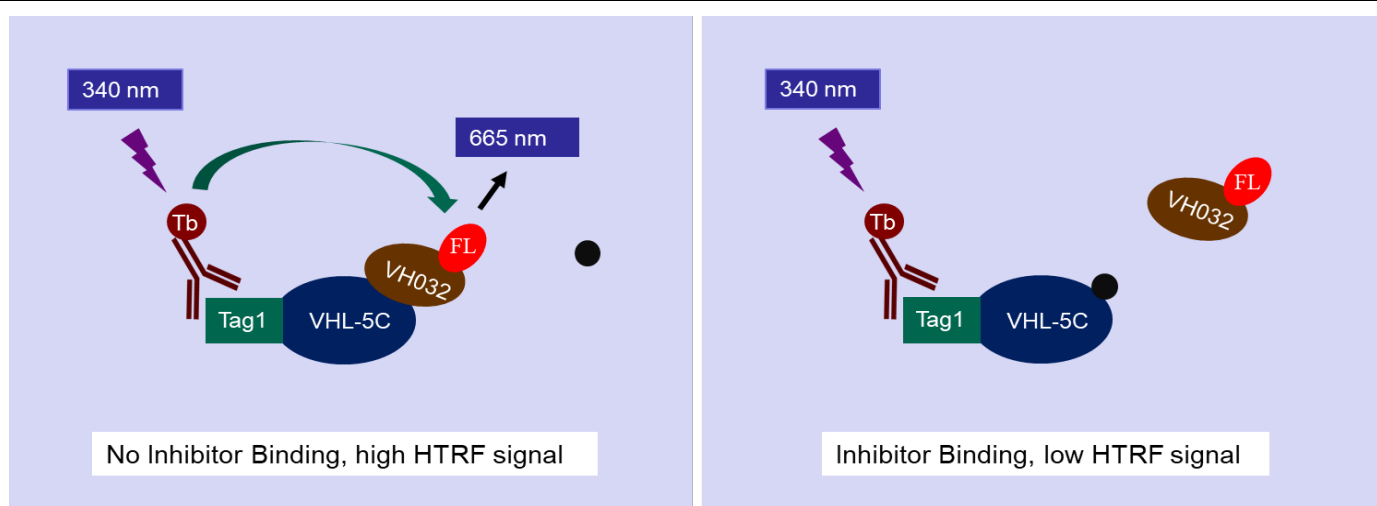 340 nm
665 nm
Tb
FL
VH032
Tag1
VHL-5C
No Inhibitor Binding, high HTRF signal
340 nm
FL
VH032
Tb
Tag1
VHL-5C
Inhibitor Binding, low HTRF signal